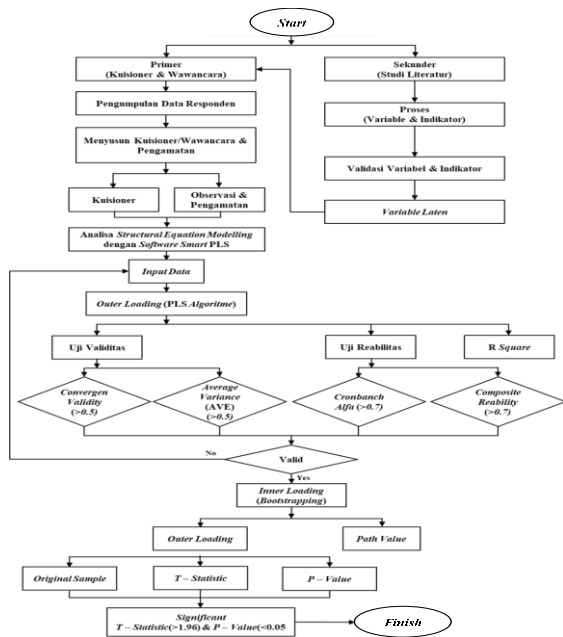 Start
Primer
(Kuisioner & Wawancara)
Sekunder
(Studi Literatur)
Pengumpulan Data Responden
Proses
(Variable & Indikator)
Menyusun Kuisioner/Wawancara &
Pengamatan
Validasi Variabel & Indikator
Kuisioner
Observasi &
Pengamatan
Variable Laten
Analisa Structural Equation Modelling
dengan Software Smart PLS
Input Data
Outer Loading (PLS Algoritme)
Uji Validitas
Uji Reabilitas
R Square
Convergen
Validity
(>0.5)
Average
Variance
(AVE)
(>0.5)
Cronbanch
Alfa (>0.7)
Composite
Reability
(>0.7)
No
Valid
Yes
Inner Loading
(Bootstrapping)
Outer Loading
Path Value
Original Sample
T – Statistic
P – Value
Significant
T – Statistic(>1.96) & P – Value(<0.05
Finish